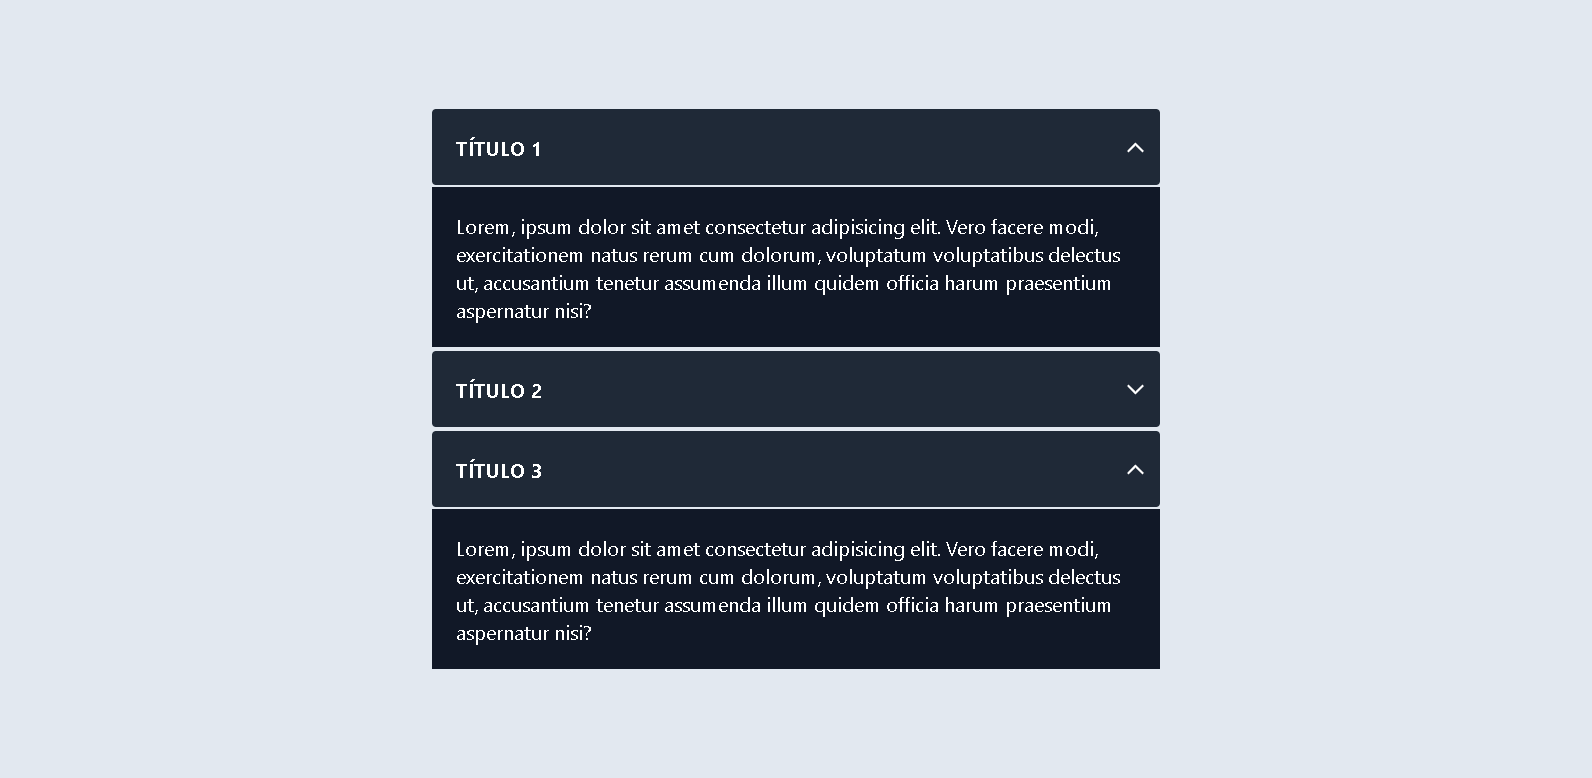 TÍTULO 1
Lorem, ipsum dolor sit amet consectetur adipisicing elit. Vero facere modi,
exercitationem natus rerum cum dolorum, voluptatum voluptatibus delectus
ut, accusantium tenetur assumenda illum quidem officia harum praesentium
aspernatur nisi?
TÍTULO 2
TÍTULO 3
Lorem, ipsum dolor sit amet consectetur adipisicing elit. Vero facere modi,
exercitationem natus rerum cum dolorum, voluptatum voluptatibus delectus
ut, accusantium tenetur assumenda illum quidem officia harum praesentium
aspernatur nisi?